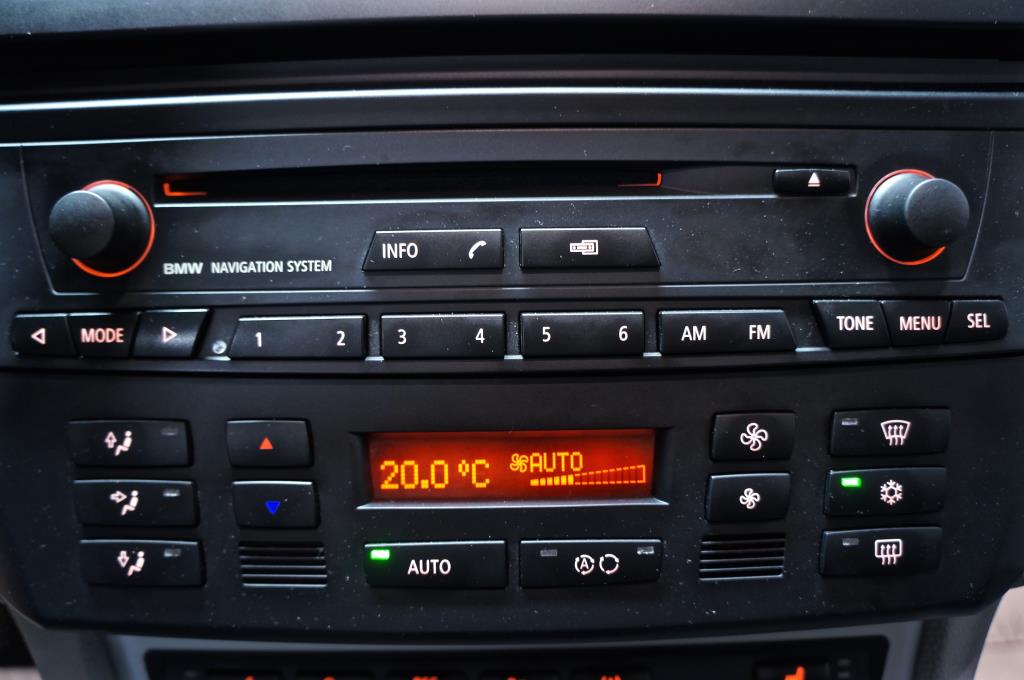 INFO
BMW NAVIGATION SYSTEM
MODE 1 2 3 4 5 6 AM FM TONE MENU SEL
20.0 °C AUTO
AUTO A